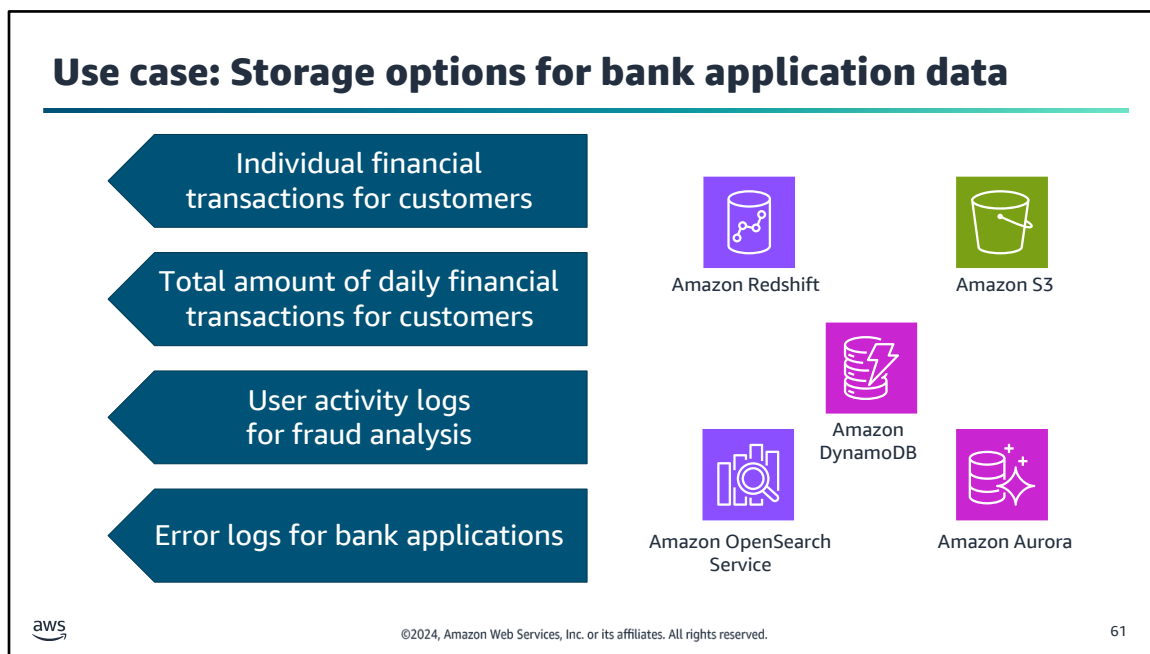 Use case: Storage options for bank application data
Individual financial
transactions for customers
Total amount of daily financial
transactions for customers
User activity logs
for fraud analysis
Error logs for bank applications
Amazon Redshift
Amazon S3
Amazon
DynamoDB
Amazon OpenSearch
Service
Amazon Aurora
aws
©2024, Amazon Web Services, Inc. or its affiliates. All rights reserved.
61